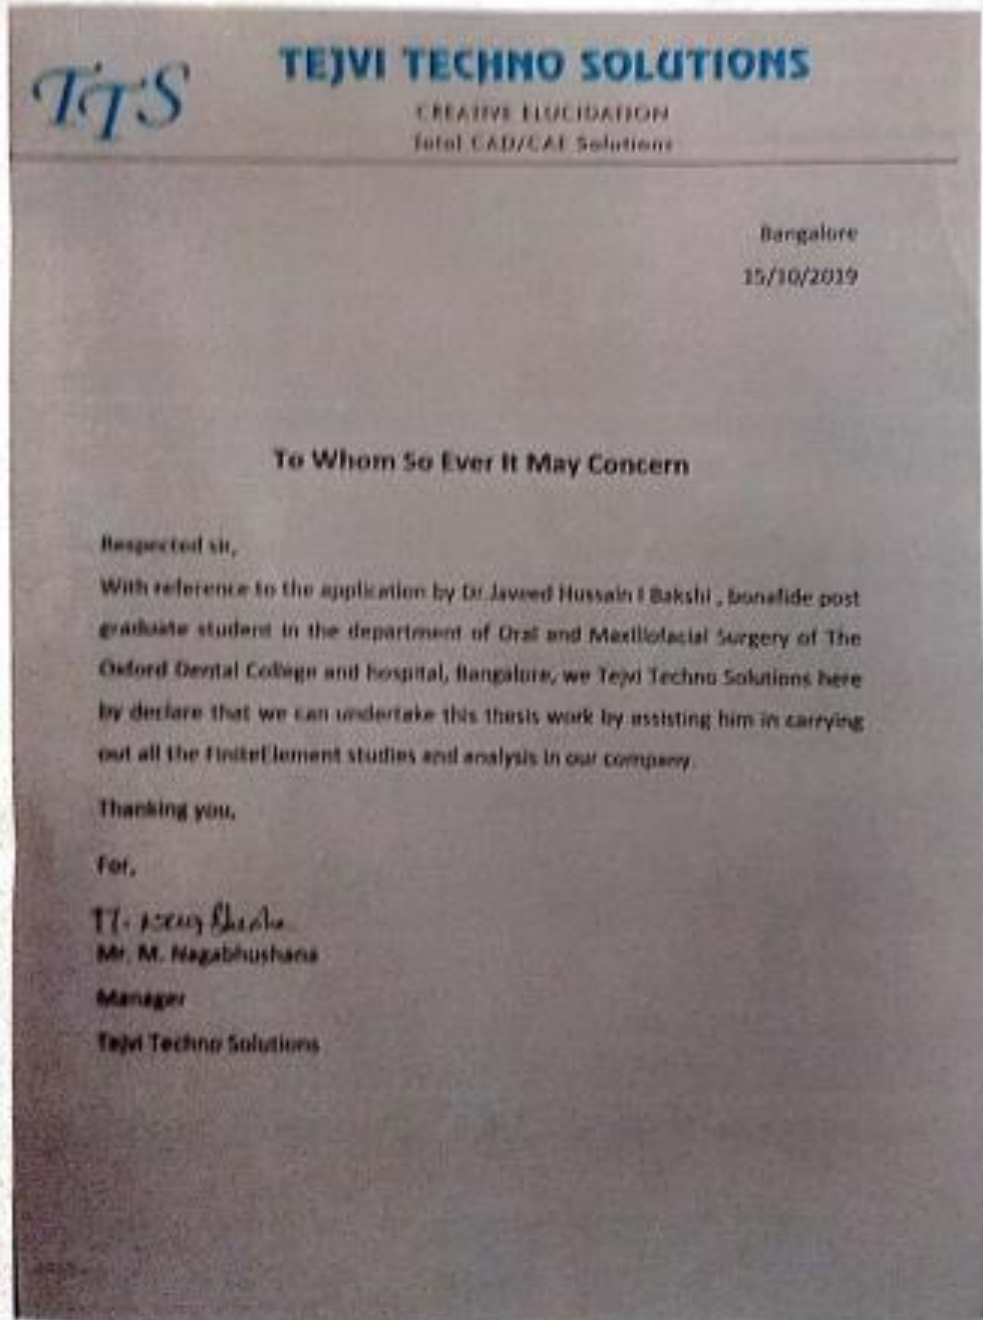 TTS
TEJVI TECHNO SOLUTIONS
CREATIVE ELUCIDATION
Total CAD/CAE Solutions
Bangalore
15/10/2019
To Whom So Ever It May Concern
Respected sir,
With reference to the application by Dr.Javeed Hussain I Bakshi , bonafide post
graduate student in the department of Oral and Maxillofacial Surgery of The
Oxford Dental College and hospital, Bangalore, we Tejvi Techno Solutions here
by declare that we can undertake this thesis work by assisting him in carrying
out all the FiniteElement studies and analysis in our company.
Thanking you,
For,
Mr. M. Nagabhushana
Manager
Tejvi Techno Solutions